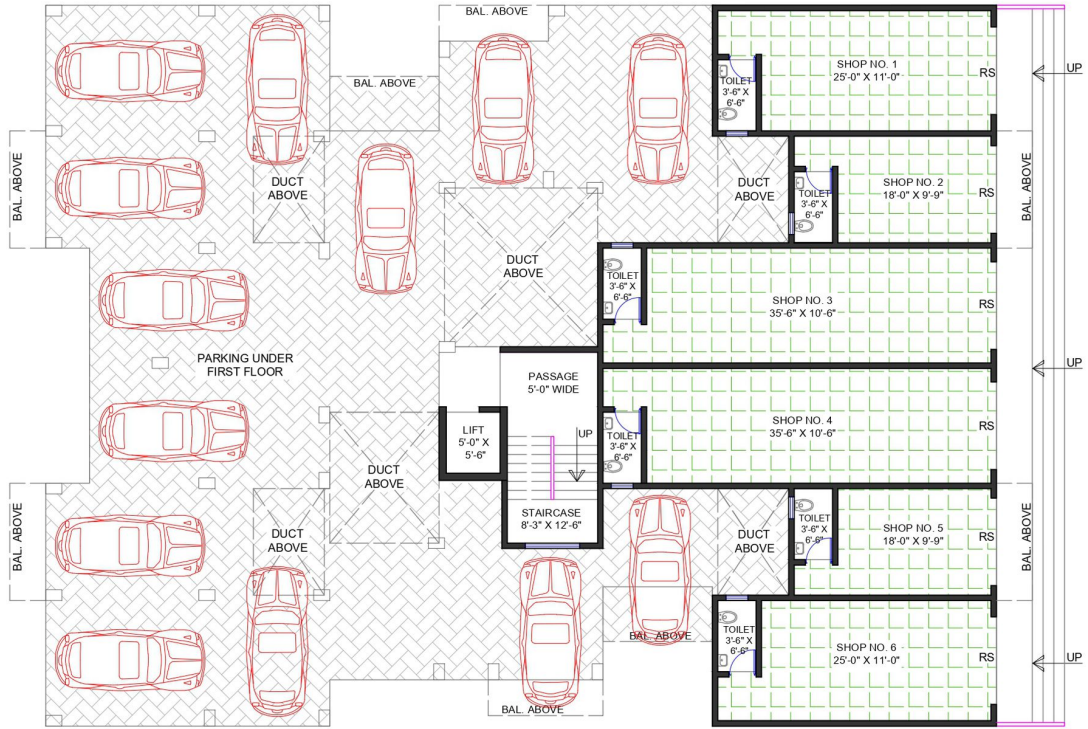 BAL. ABOVE
BAL. ABOVE
BAL. ABOVE
BAL. ABOVE
BAL. ABOVE
BAL. ABOVE
BAL. ABOVE
BAL. ABOVE
SHOP NO. 1
25'-0" X 11'-0"
RS
UP
TOILET
3'-6" X
6'-6"
DUCT
ABOVE
DUCT
ABOVE
SHOP NO. 2
18'-0" X 9'-9"
RS
TOILET
3'-6" X
6'-6"
DUCT
ABOVE
TOILET
3'-6" X
6'-6"
SHOP NO. 3
35'-6" X 10'-6"
RS
PARKING UNDER
FIRST FLOOR
PASSAGE
5'-0" WIDE
UP
SHOP NO. 4
35'-6" X 10'-6"
RS
LIFT
5'-0" X
5'-6"
UP
TOILET
3'-6" X
6'-6"
DUCT
ABOVE
STAIRCASE
8'-3" X 12'-6"
DUCT
ABOVE
DUCT
ABOVE
TOILET
3'-6" X
6'-6"
SHOP NO. 5
18'-0" X 9'-9"
RS
BAL. ABOVE
TOILET
3'-6" X
6'-6"
SHOP NO. 6
25'-0" X 11'-0"
RS
UP